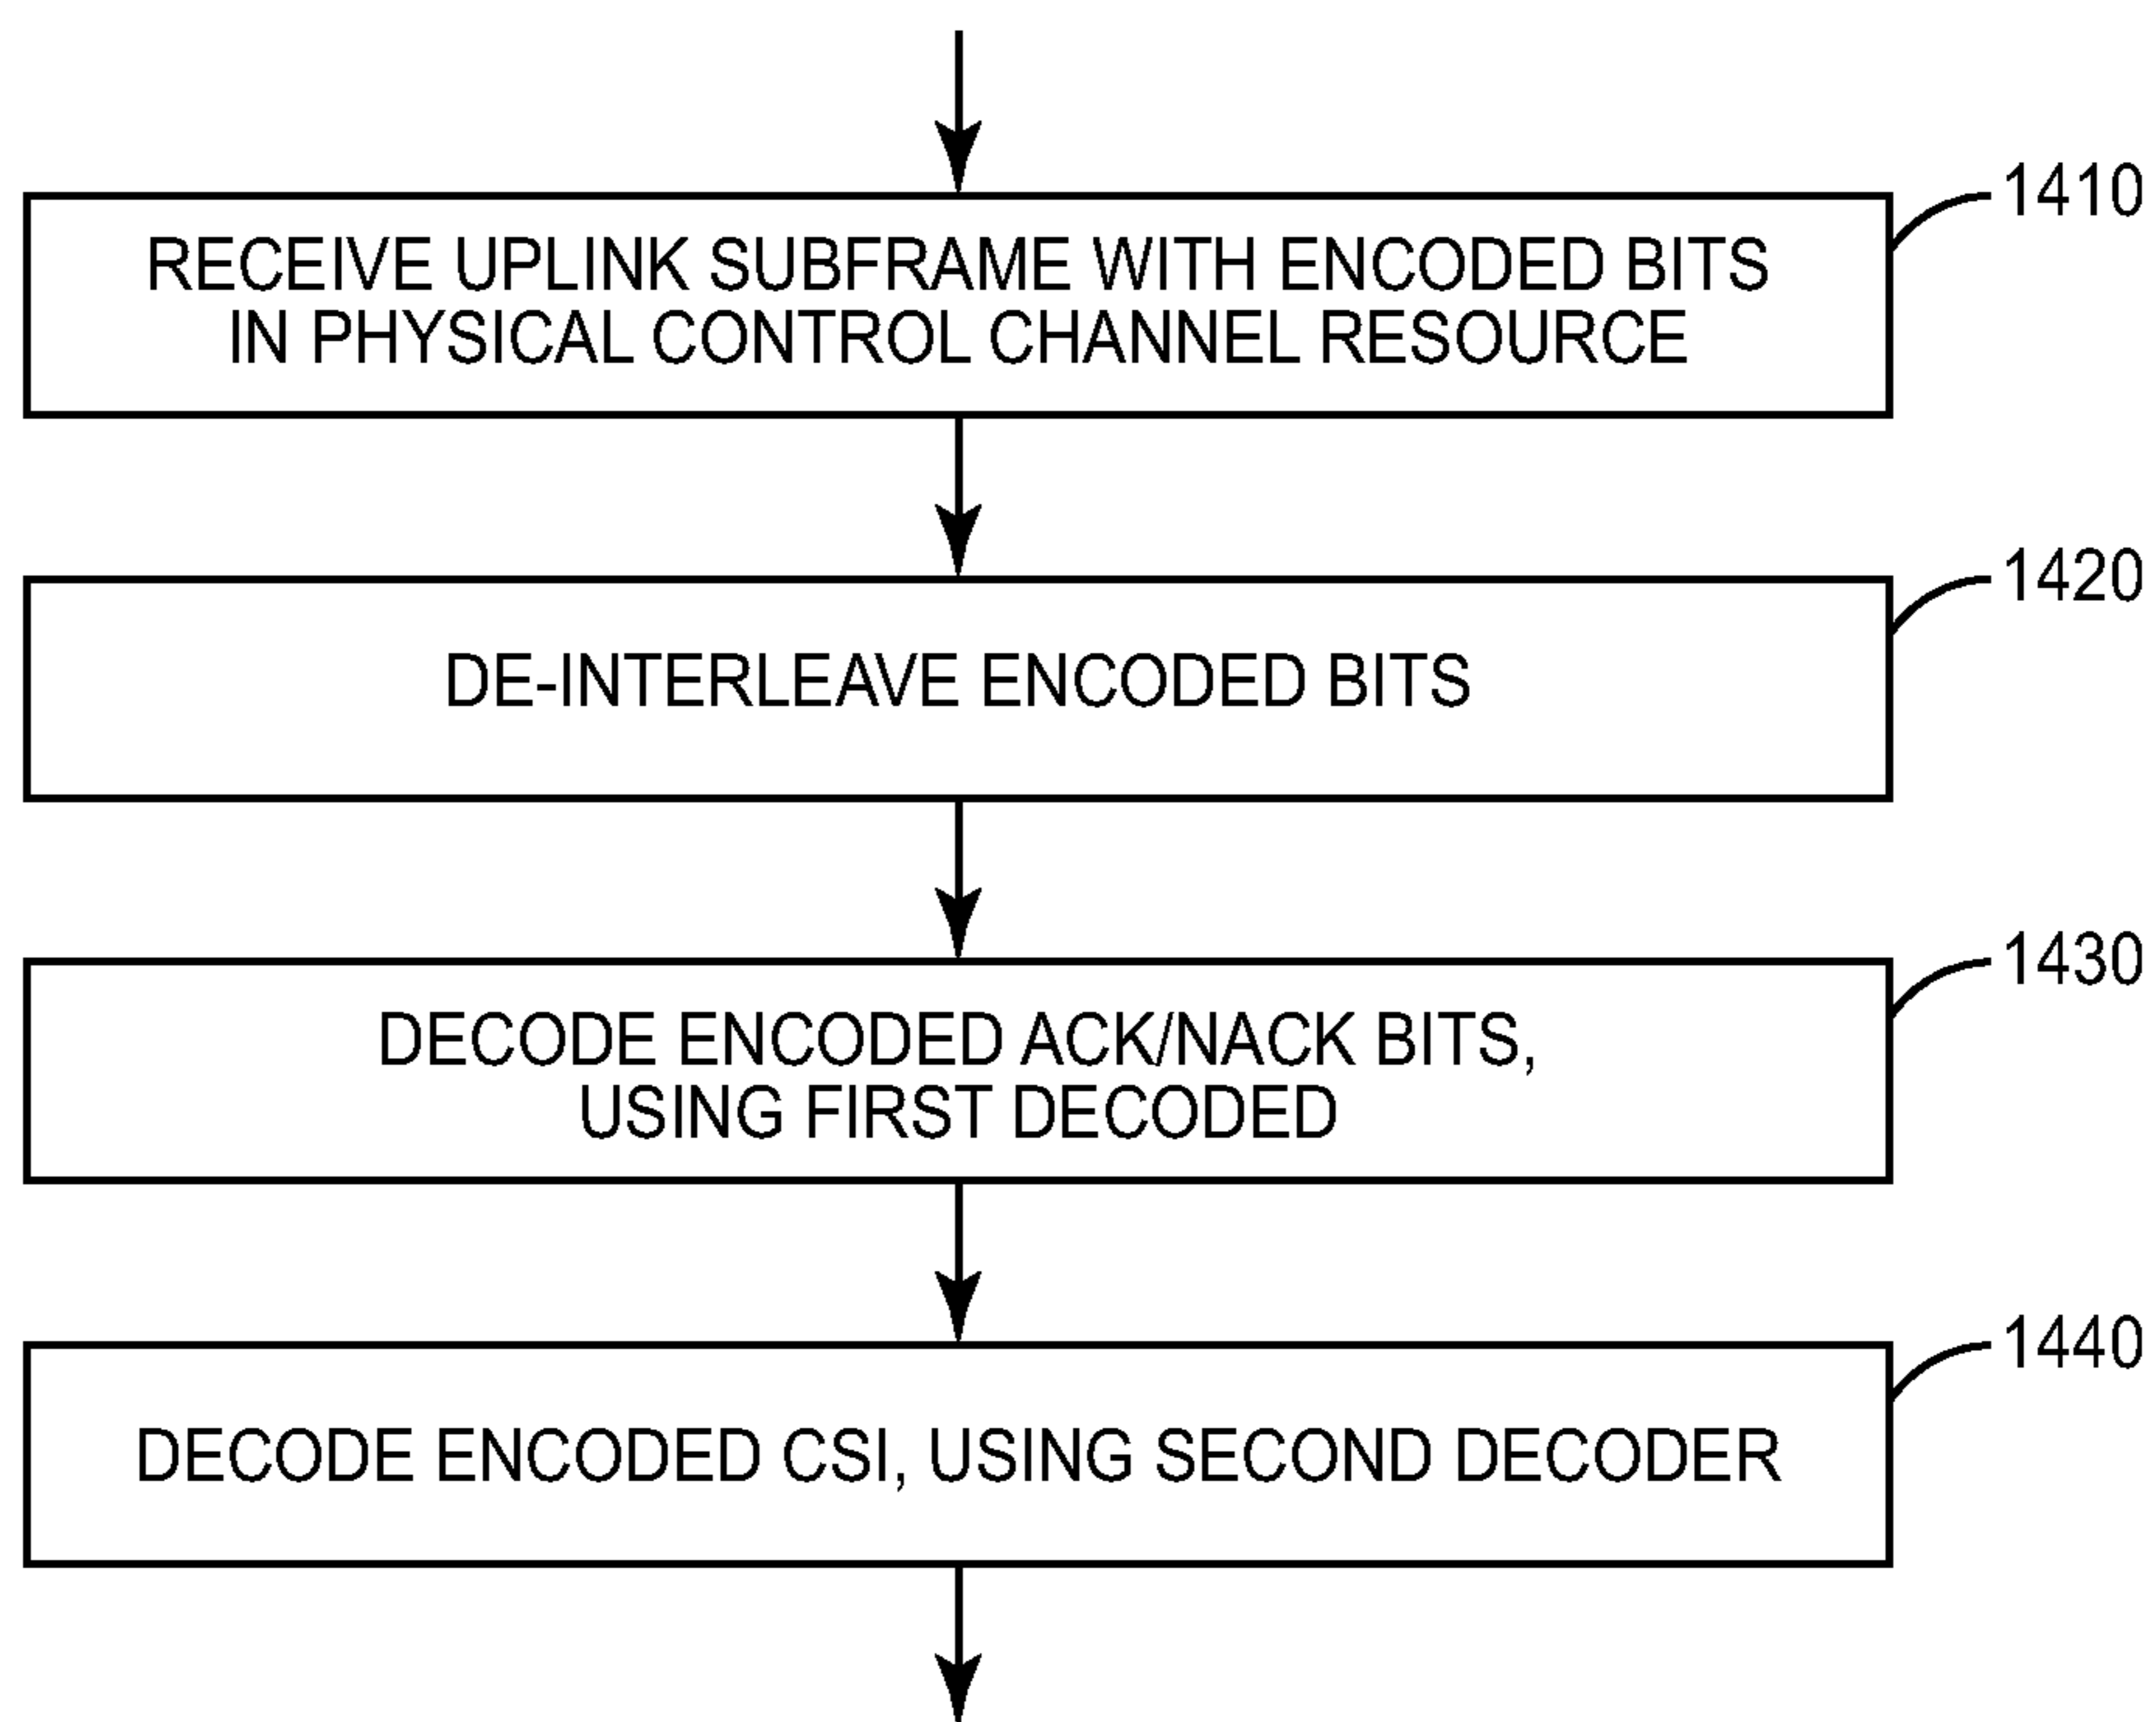 1410
RECEIVE UPLINK SUBFRAME WITH ENCODED BITS
IN PHYSICAL CONTROL CHANNEL RESOURCE
1420
DE-INTERLEAVE ENCODED BITS
1430
DECODE ENCODED ACK/NACK BITS,
USING FIRST DECODED
1440
DECODE ENCODED CSI, USING SECOND DECODER